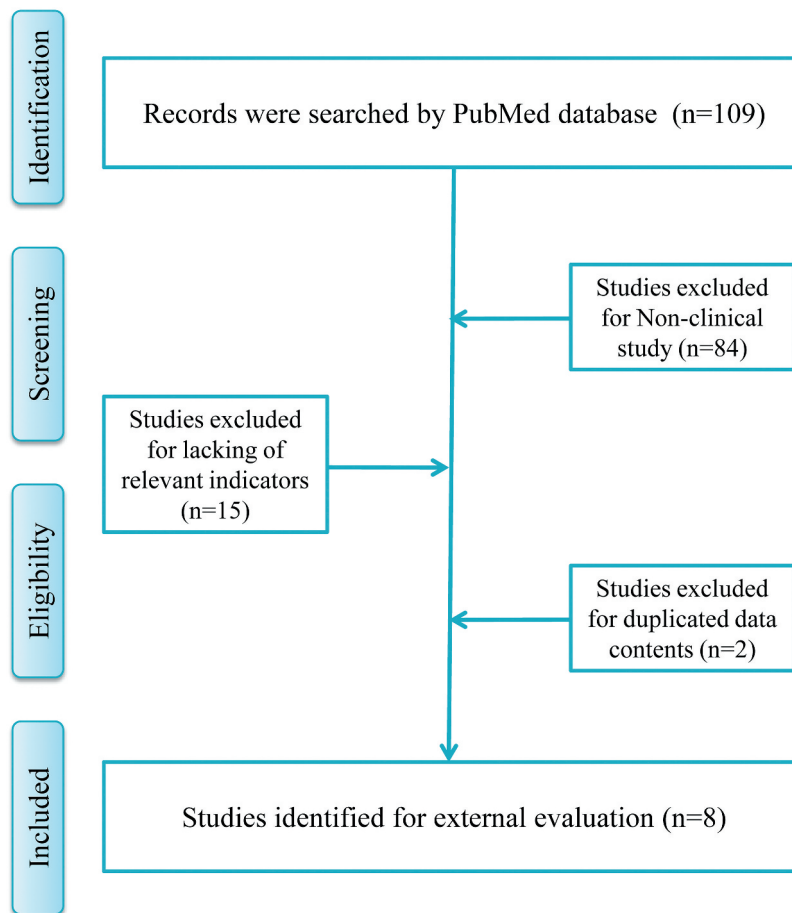 Identification
Records were searched by PubMed database (n=109)
Screening
Studies excluded
for Non-clinical
study (n=84)
Studies excluded
for lacking of
relevant indicators
(n=15)
Eligibility
Studies excluded
for duplicated data
contents (n=2)
Included
Studies identified for external evaluation (n=8)